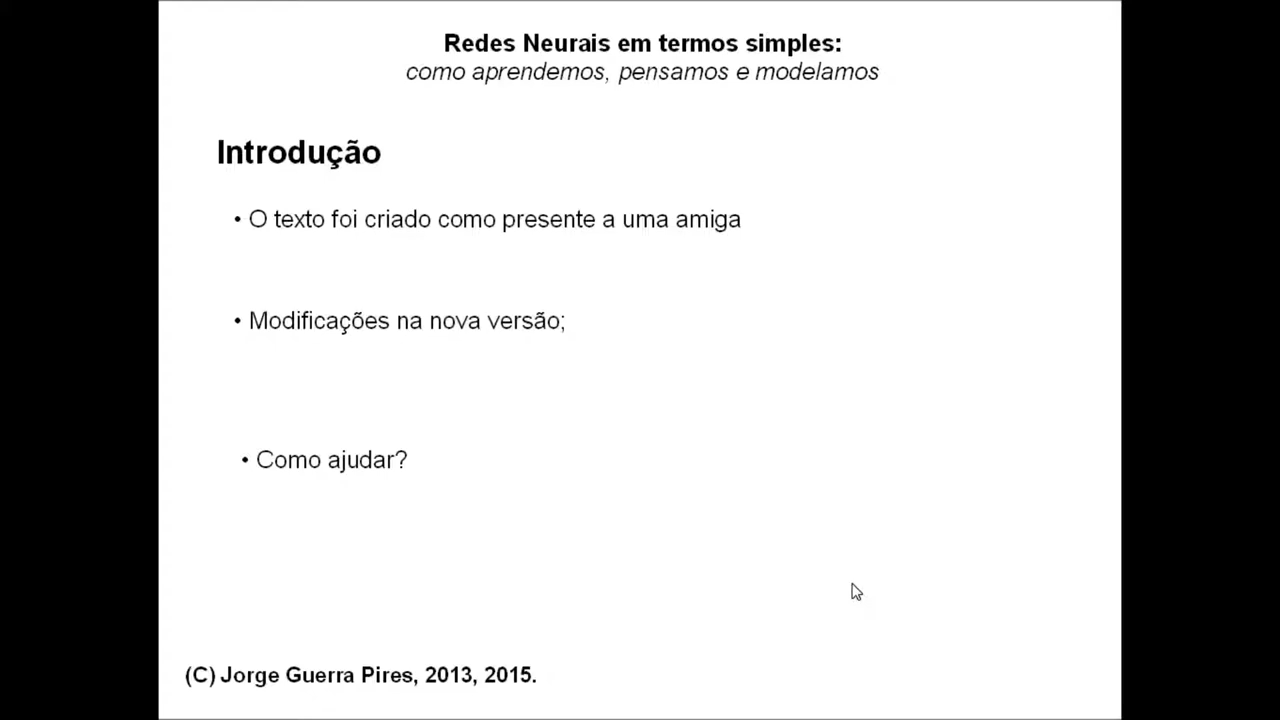 Redes Neurais em termos simples:
como aprendemos, pensamos e modelamos
Introdução
• O texto foi criado como presente a uma amiga
• Modificações na nova versão;
• Como ajudar?
(C) Jorge Guerra Pires, 2013, 2015.